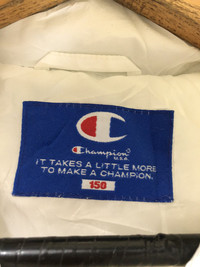 Champion
U.S.A.
IT TAKES A LITTLE MORE
TO MAKE A CHAMPION.
150